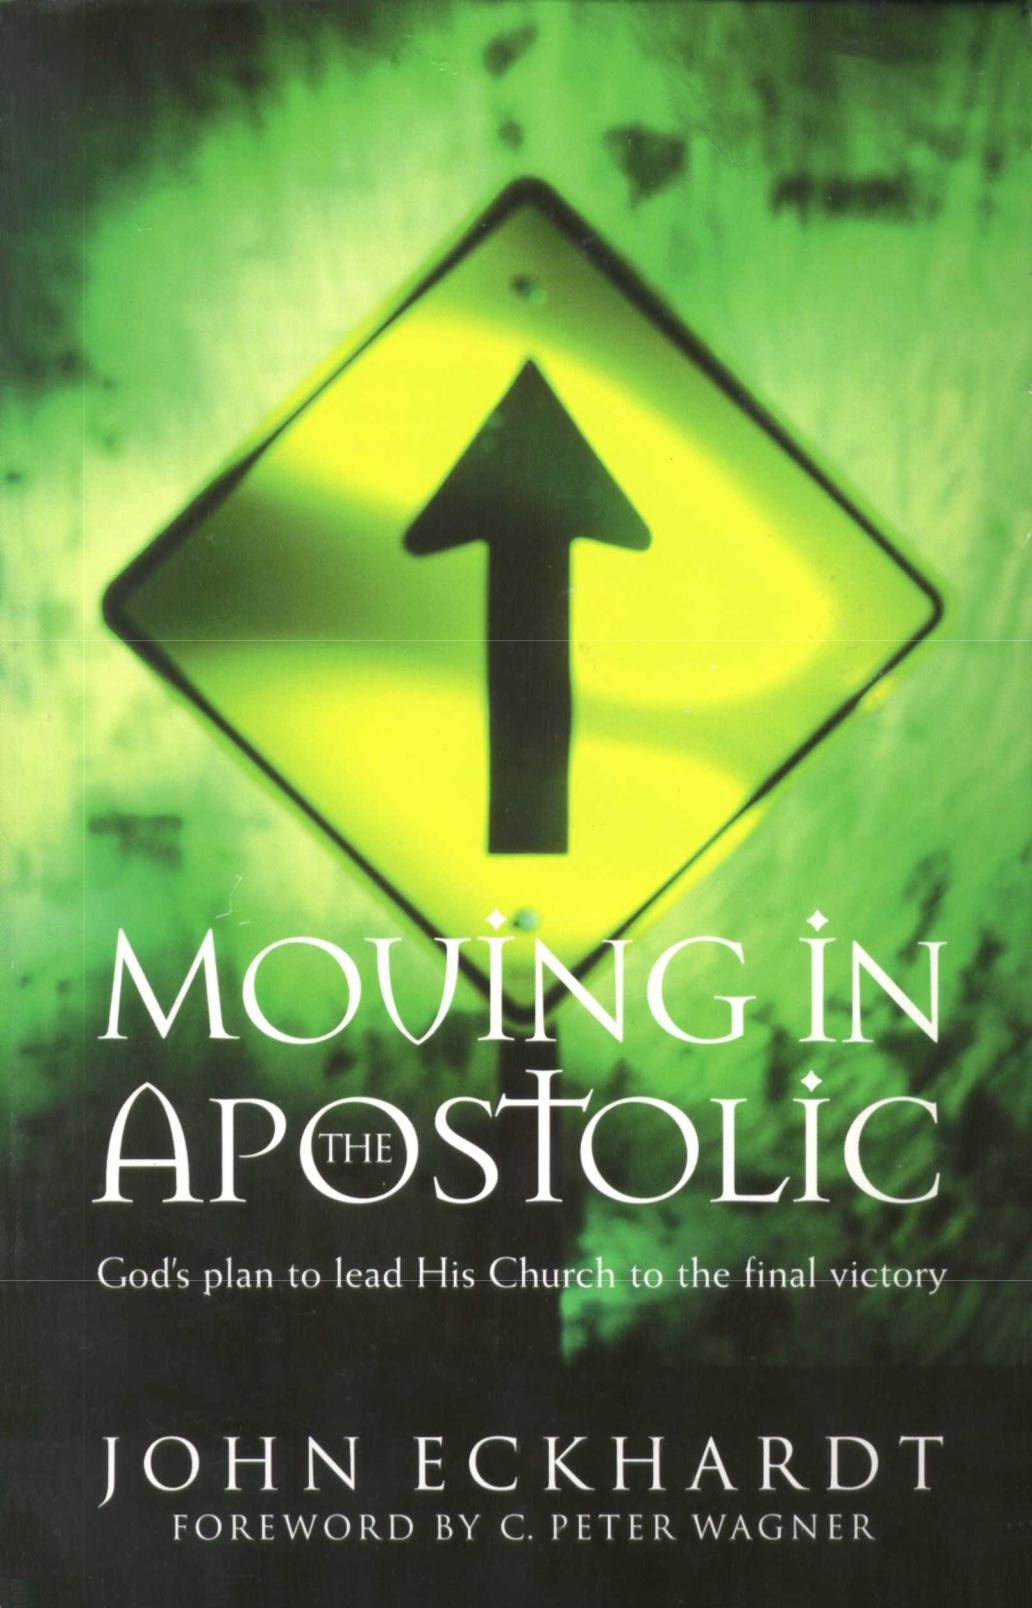 MOVING IN
THE
APOSTOLIC
God's plan to lead His Church to the final victory
JOHN ECKHARDT
FOREWORD BY C. PETER WAGNER